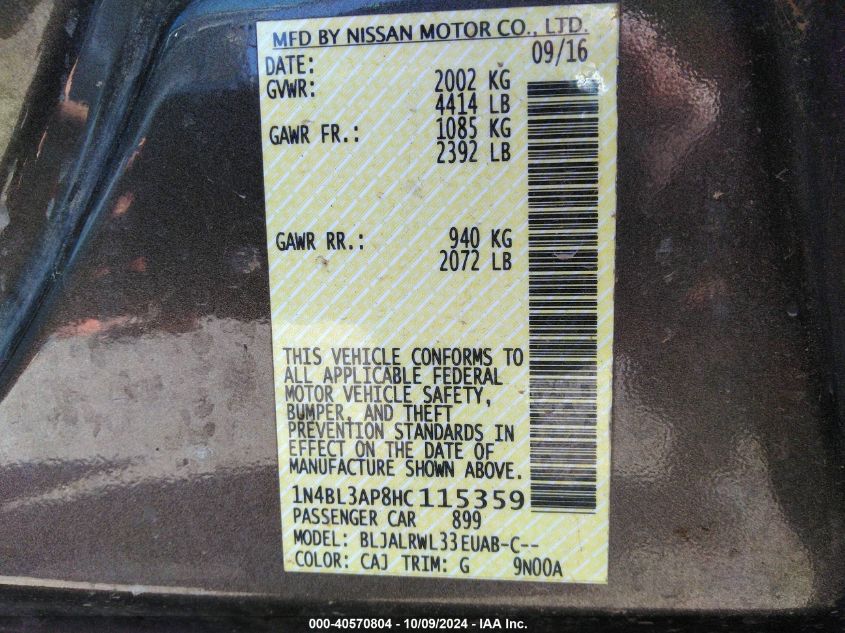 MFD BY NISSAN MOTOR CO., LTD.
DATE: 09/16
GVWR: 2002 KG
4414 LB
GAWR FR.: 1085 KG
2392 LB
GAWR RR.: 940 KG
2072 LB
THIS VEHICLE CONFORMS TO
ALL APPLICABLE FEDERAL
MOTOR VEHICLE SAFETY,
BUMPER, AND THEFT
PREVENTION STANDARDS IN
EFFECT ON THE DATE OF
MANUFACTURE SHOWN ABOVE.
1N4BL3AP8HC115359
PASSENGER CAR 899
MODEL: BLJALRWL33EUAB-C--
COLOR: CAJ TRIM: G 9N00A
000-40570804 - 10/09/2024 - IAA Inc.